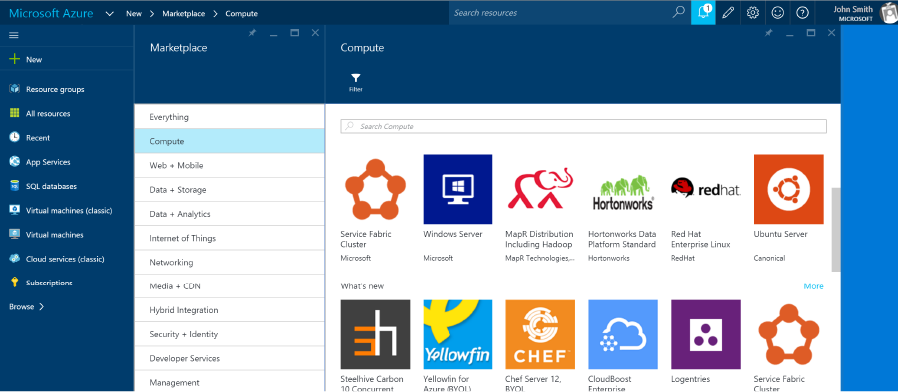 Microsoft Azure New > Marketplace > Compute
Search resources
1
John Smith
MICROSOFT
New
Resource groups
All resources
Recent
App Services
SQL databases
Virtual machines (classic)
Virtual machines
Cloud services (classic)
Subscriptions
Browse >
Marketplace
Everything
Compute
Web + Mobile
Data + Storage
Data + Analytics
Internet of Things
Networking
Media + CDN
Hybrid Integration
Security + Identity
Developer Services
Management
Compute
Filter
Search Compute
Hortonworks
redhat.
Service Fabric
Cluster
Microsoft
Windows Server
Microsoft
MapR Distribution
Including Hadoop
MapR Technologies,...
Hortonworks Data
Platform Standard
Hortonworks
Red Hat
Enterprise Linux
RedHat
Ubuntu Server
Canonical
What's new
More
Yellowfin
CHEF™
Steelhive Carbon
10 Concurrent
Yellowfin for
Azure (BYOL)
Chef Server 12,
BYOL
CloudBoost
Enterprise
Logentries
Service Fabric
Cluster